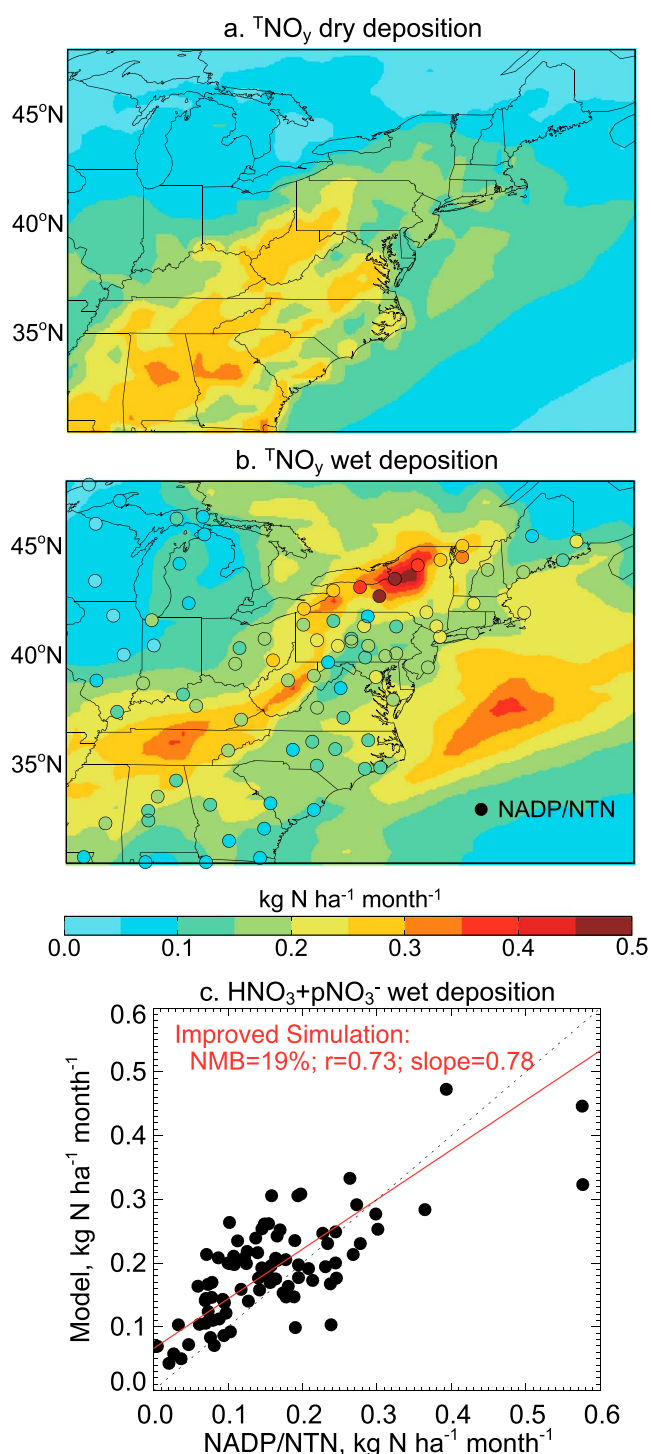 a. ᵀNOy dry deposition
45°N
40°N
35°N
b. ᵀNOy wet deposition
45°N
40°N
35°N
NADP/NTN
kg N ha⁻¹ month⁻¹
0.0 0.1 0.2 0.3 0.4 0.5
c. HNO₃+pNO₃⁻ wet deposition
Improved Simulation:
NMB=19%; r=0.73; slope=0.78
0.6
0.5
0.4
0.3
0.2
0.1
0.0
Model, kg N ha⁻¹ month⁻¹
0.0 0.1 0.2 0.3 0.4 0.5 0.6
NADP/NTN, kg N ha⁻¹ month⁻¹